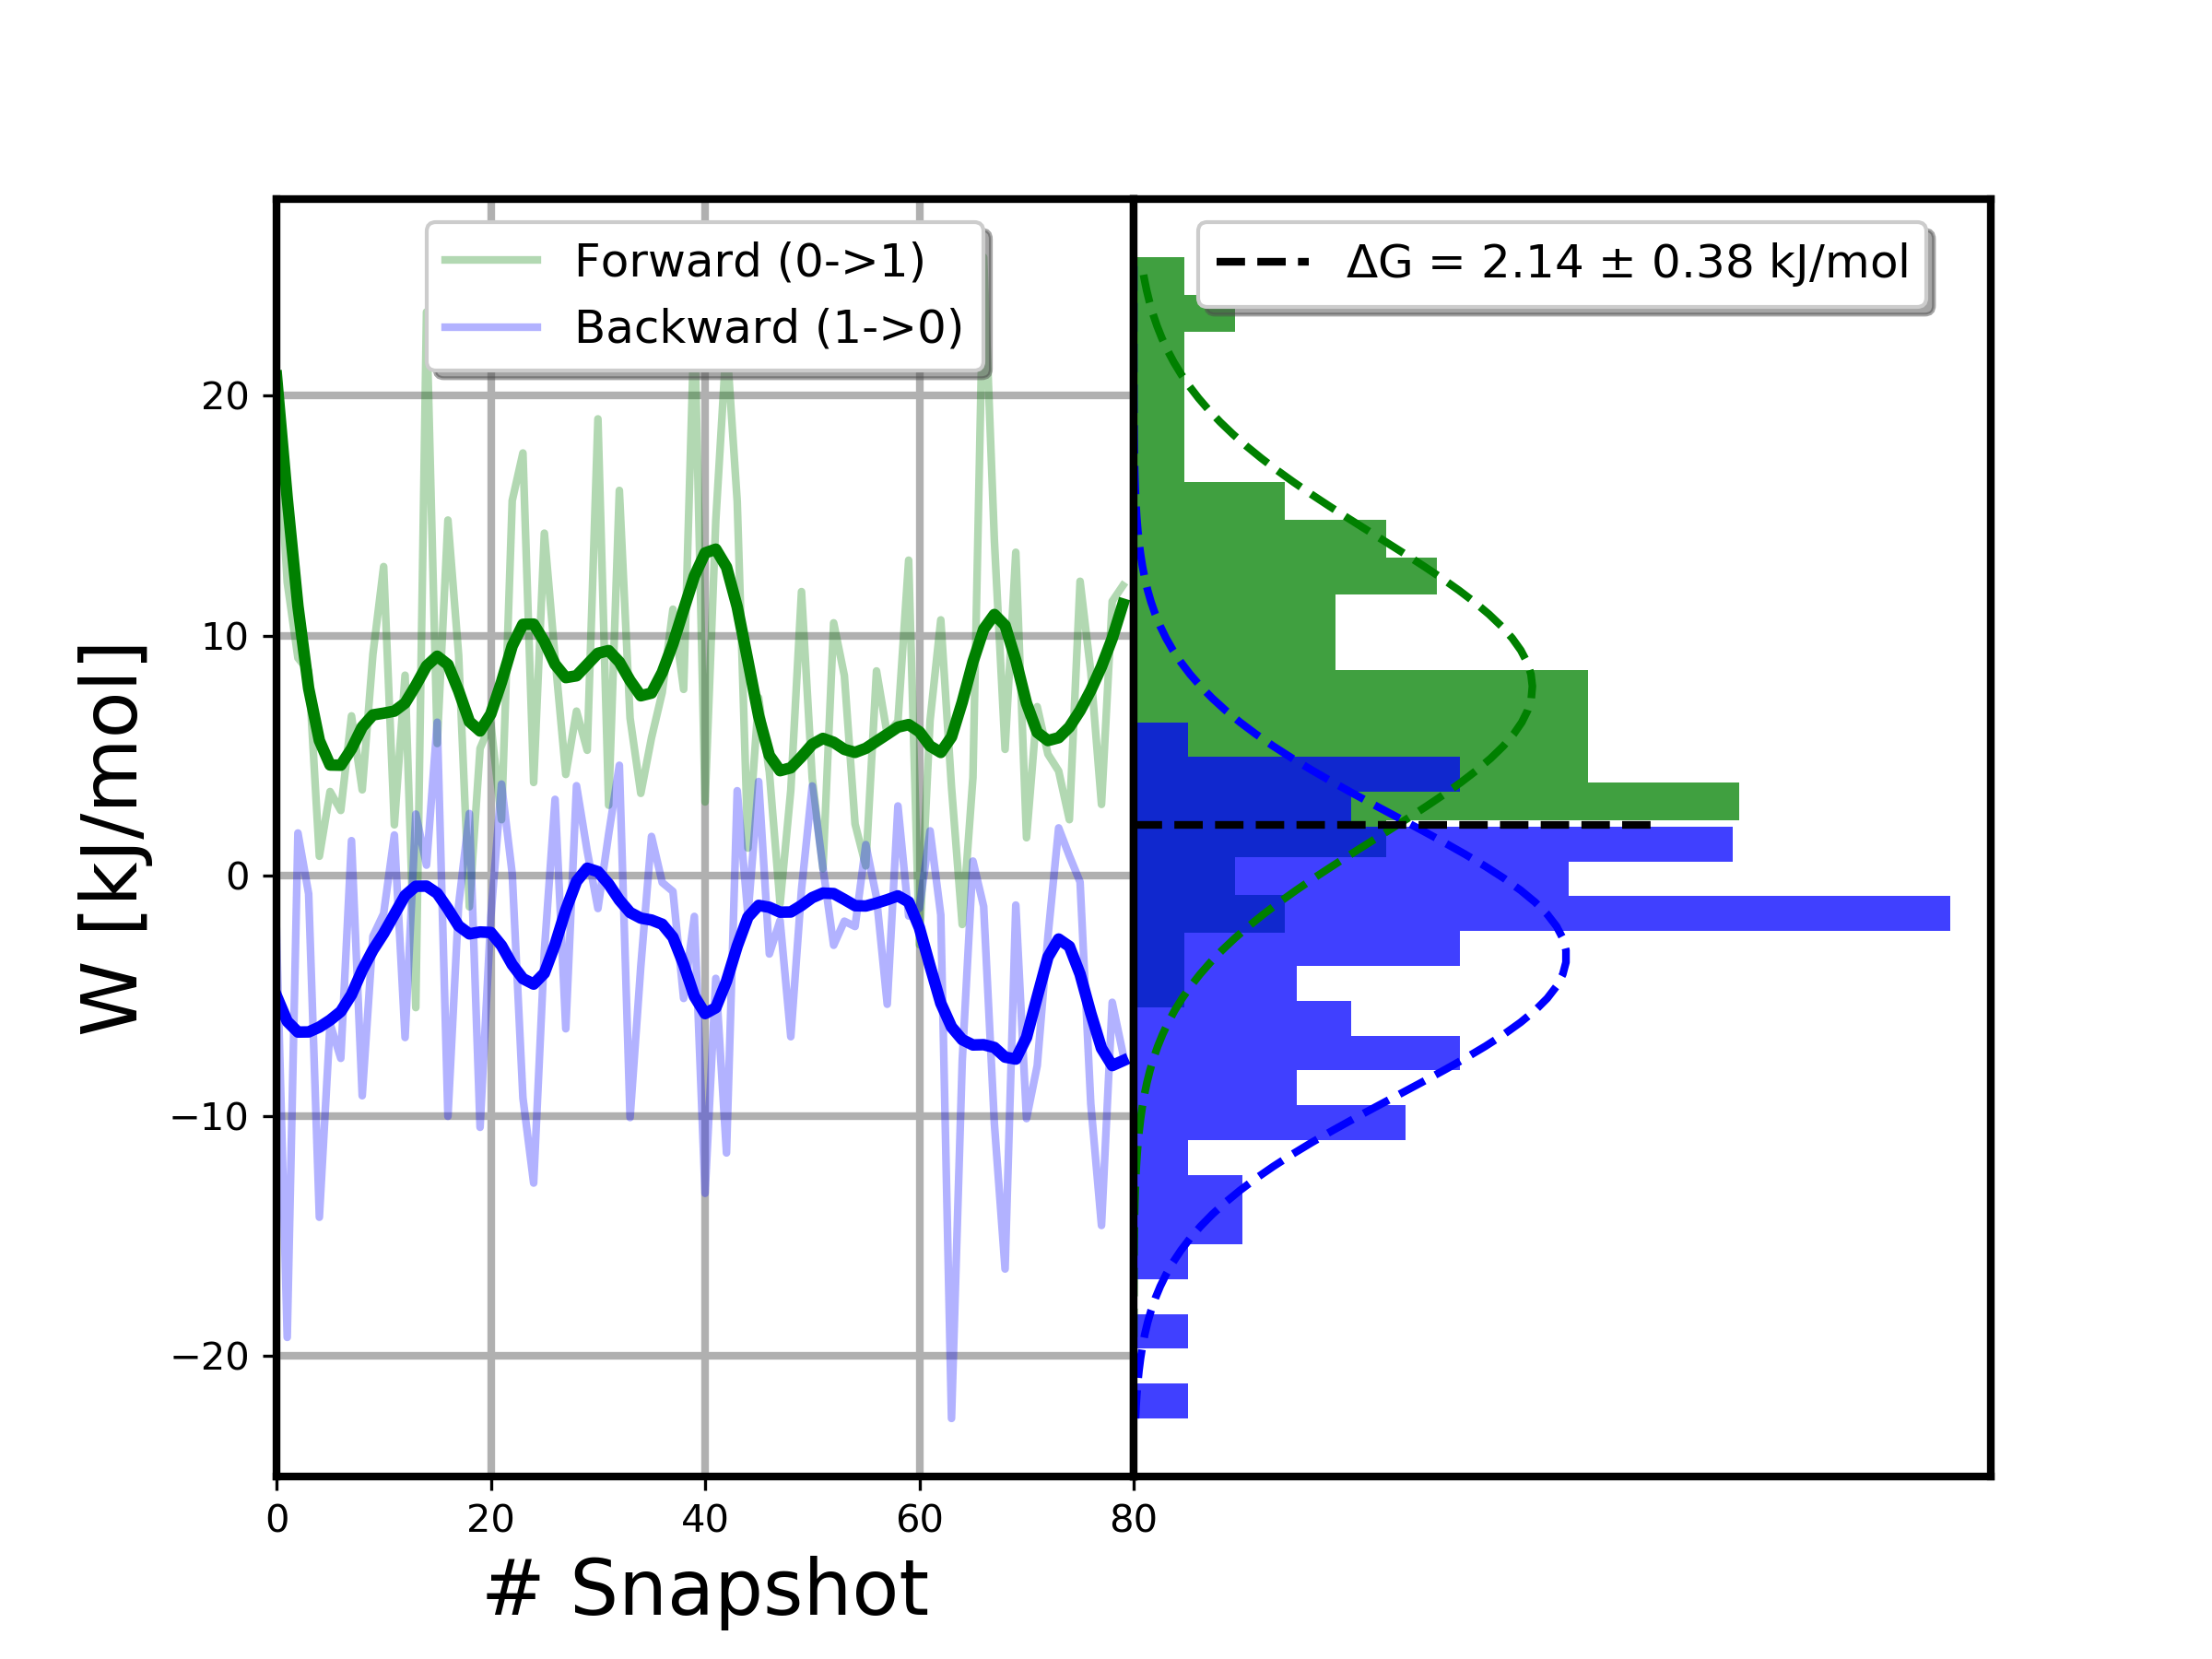 Forward (0->1)
Backward (1->0)
ΔG = 2.14 ± 0.38 kJ/mol
W [kJ/mol]
20
10
0
−10
−20
0
20
40
60
80
# Snapshot